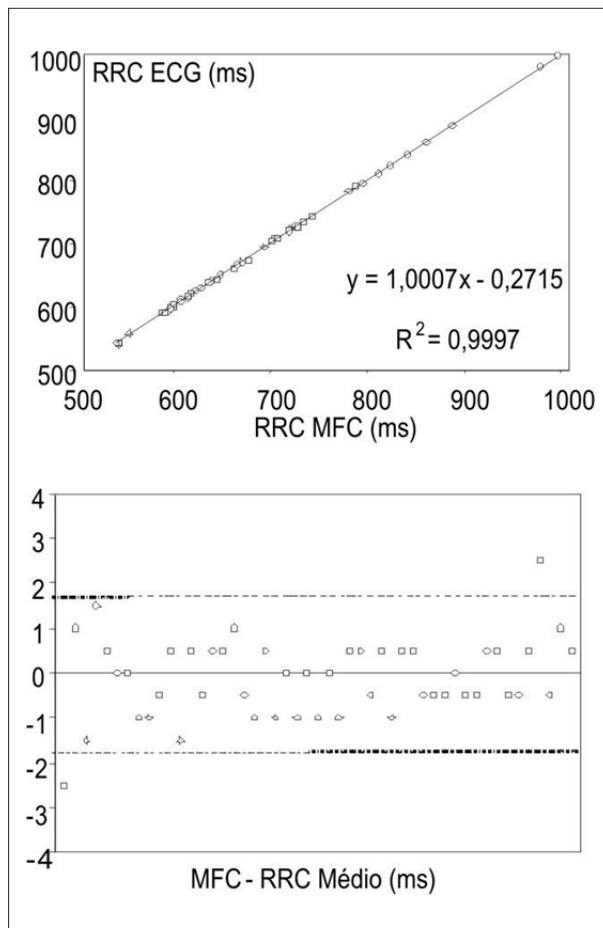 RRC ECG (ms)
1000
900
800
700
600
500
y = 1,0007x - 0,2715
R² = 0,9997
500 600 700 800 900 1000
RRC MFC (ms)
4
3
2
1
0
-1
-2
-3
-4
MFC - RRC Médio (ms)